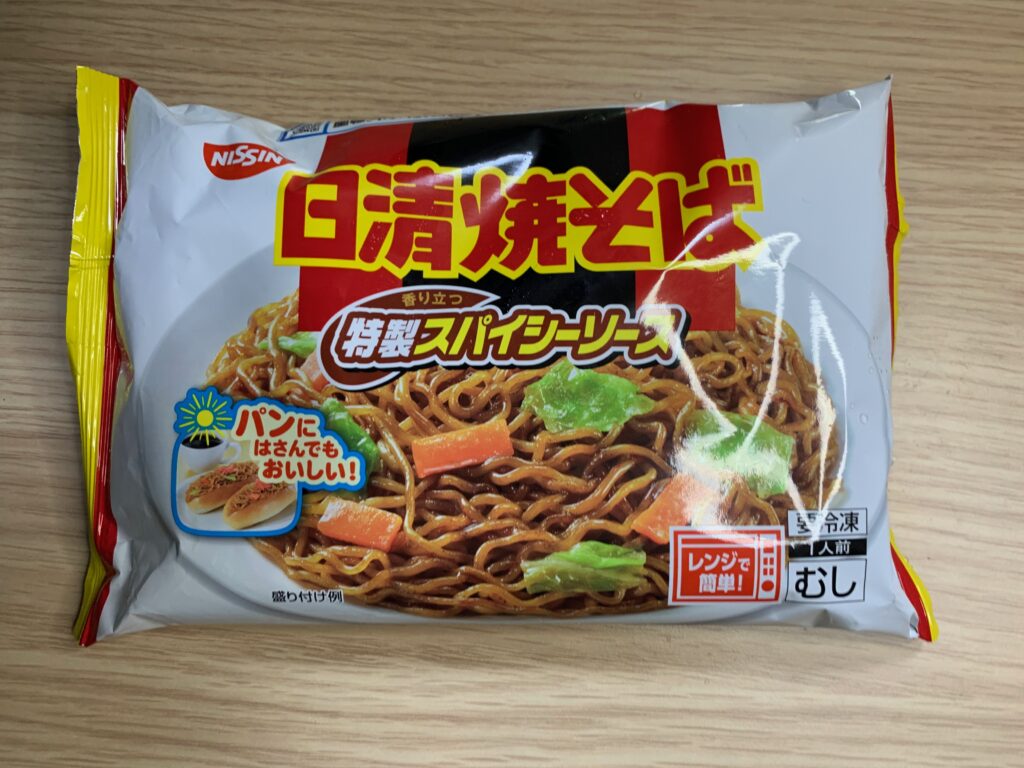 NISSIN
日清焼そば
香り立つ
特製スパイシーソース
パンに
はさんでも
おいしい!
盛り付け例
レンジで
簡単!
要冷凍
1人前
むし